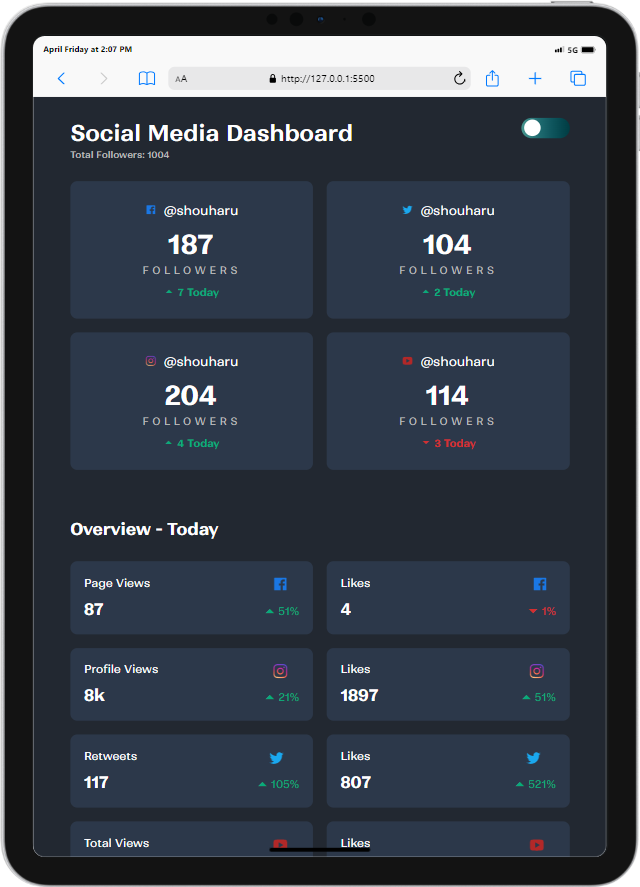 April Friday at 2:07 PM
5G
AA
http://127.0.0.1:5500
Social Media Dashboard
Total Followers: 1004
@shouharu
187
FOLLOWERS
7 Today
@shouharu
104
FOLLOWERS
2 Today
@shouharu
204
FOLLOWERS
4 Today
@shouharu
114
FOLLOWERS
3 Today
Overview - Today
Page Views
87
51%
Likes
4
1%
Profile Views
8k
21%
Likes
1897
51%
Retweets
117
105%
Likes
807
521%
Total Views
Likes